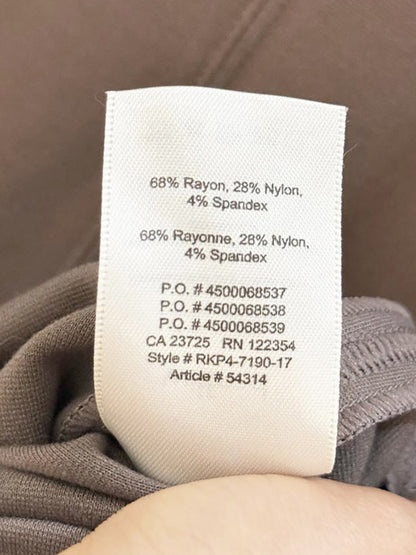 68% Rayon, 28% Nylon,
4% Spandex
68% Rayonne, 28% Nylon,
4% Spandex
P.O. # 4500068537
P.O. # 4500068538
P.O. # 4500068539
CA 23725 RN 122354
Style # RKP4-7190-17
Article # 54314